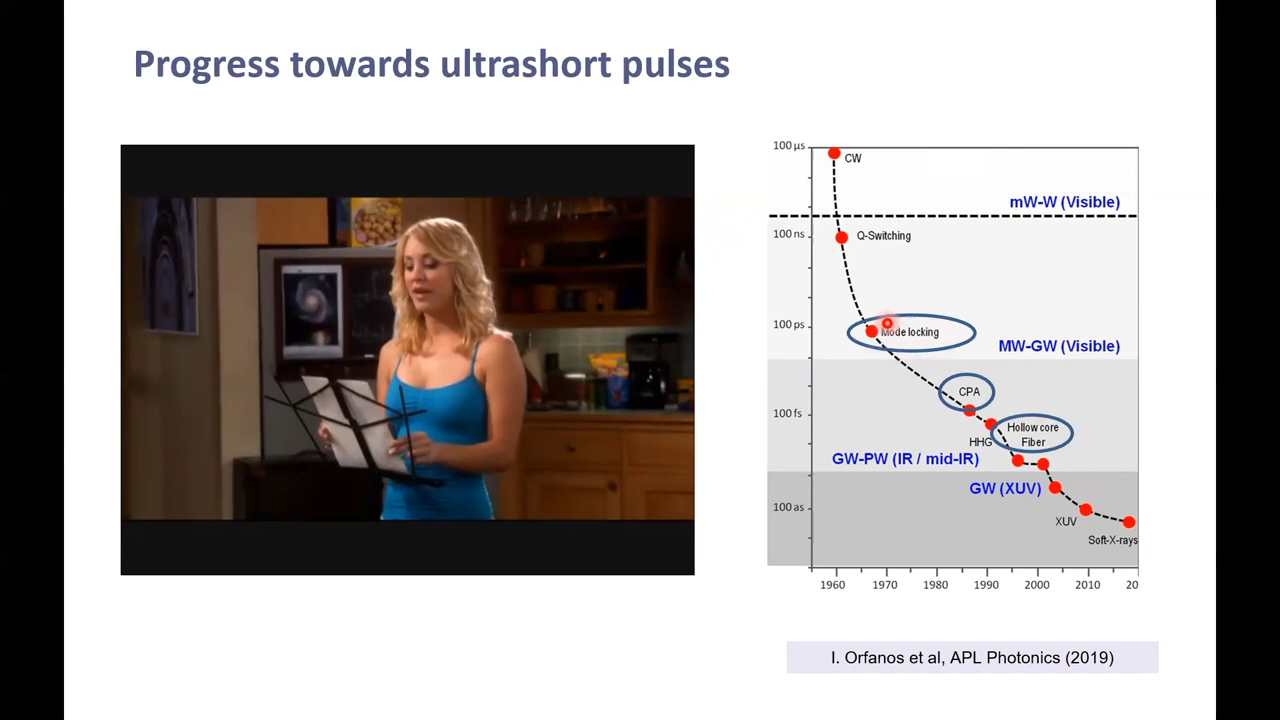 Progress towards ultrashort pulses
100 µs
CW
mW-W (Visible)
100 ns
Q-Switching
100 ps
Mode locking
MW-GW (Visible)
CPA
100 fs
Hollow core
Fiber
HHG
GW-PW (IR / mid-IR)
GW (XUV)
100 as
XUV
Soft-X-rays
1960 1970 1980 1990 2000 2010 20
I. Orfanos et al, APL Photonics (2019)